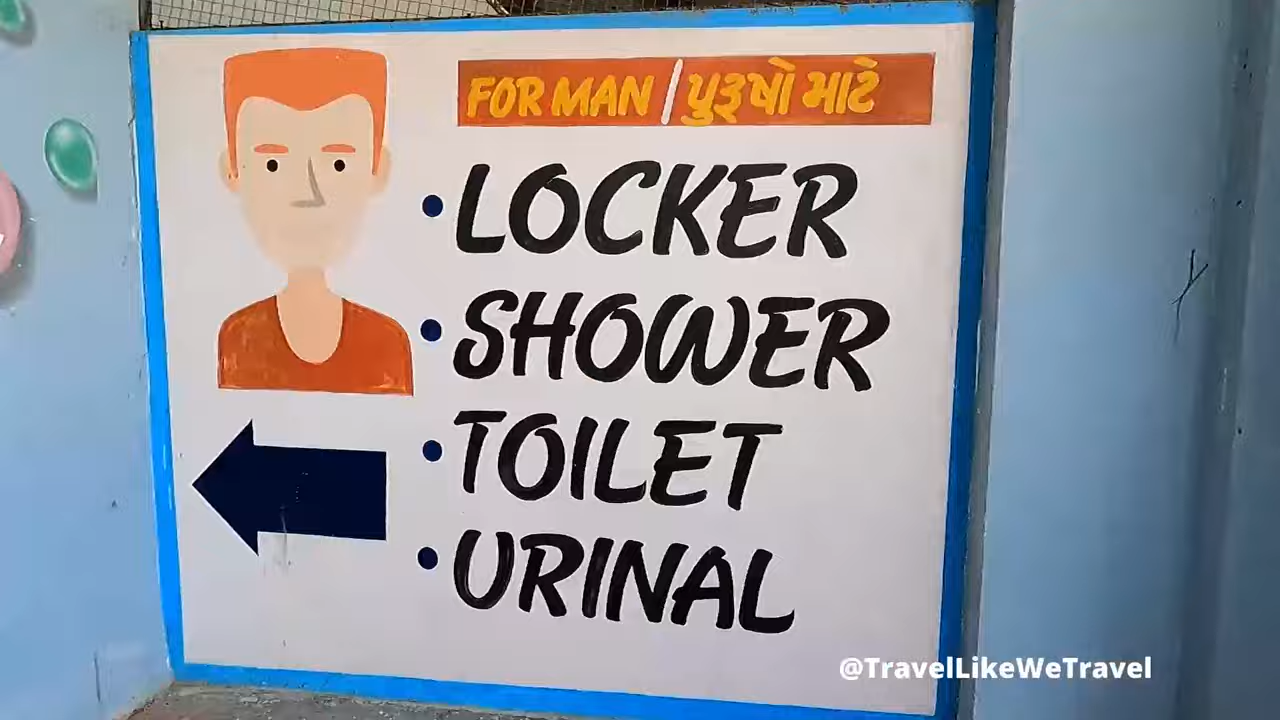 FOR MAN / પુરૂષો માટે
• LOCKER
• SHOWER
• TOILET
• URINAL
@TravelLikeWeTravel